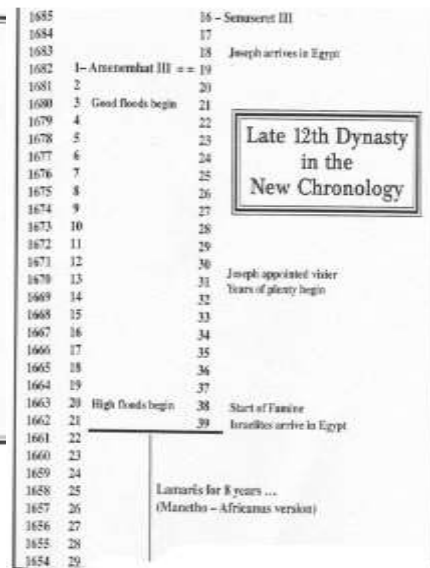 1685 16 – Senuseret III
1684 17
1683 18 Joseph arrives in Egypt
1682 1– Amenemhat III = = 19
1681 2 20
1680 3 Good floods begin 21
1679 4 22
1678 5 23
1677 6 24
1676 7 25
1675 8 26
1674 9 27
1673 10 28
1672 11 29
1671 12 30
1670 13 31 Joseph appointed vizier
1669 14 32 Years of plenty begin
1668 15 33
1667 16 34
1666 17 35
1665 18 36
1664 19 37
1663 20 High floods begin 38 Start of Famine
1662 21 39 Israelites arrive in Egypt
1661 22
1660 23
1659 24
1658 25 Lamarês for 8 years ...
1657 26 (Manetho – Africanus version)
1656 27
1655 28
1654 29
Late 12th Dynasty
in the
New Chronology